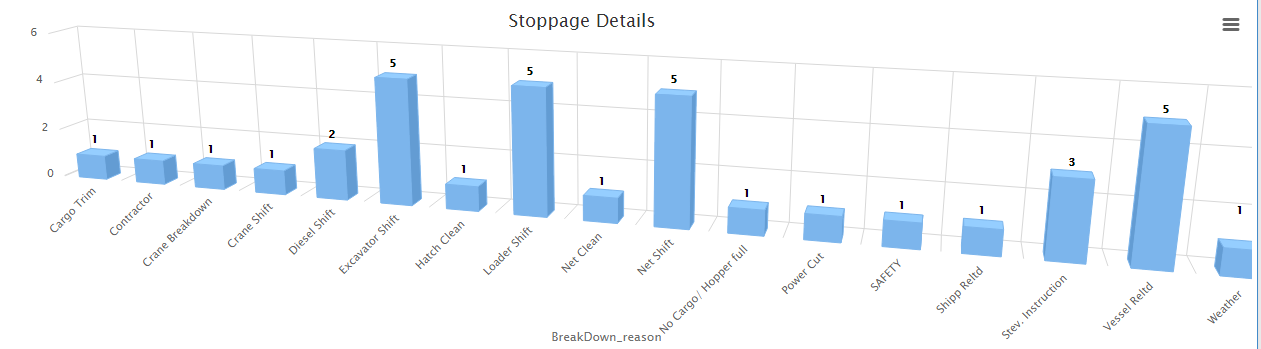 Stoppage Details
6
4
2
0
1
1
1
1
2
5
1
5
1
5
1
1
1
1
3
5
1
Cargo Trim
Contractor
Crane Breakdown
Crane Shift
Diesel Shift
Excavator Shift
Hatch Clean
Loader Shift
Net Clean
Net Shift
No Cargo/ Hopper full
Power Cut
SAFETY
Shipp Reltd
Stev. Instruction
Vessel Reltd
Weather
BreakDown_reason